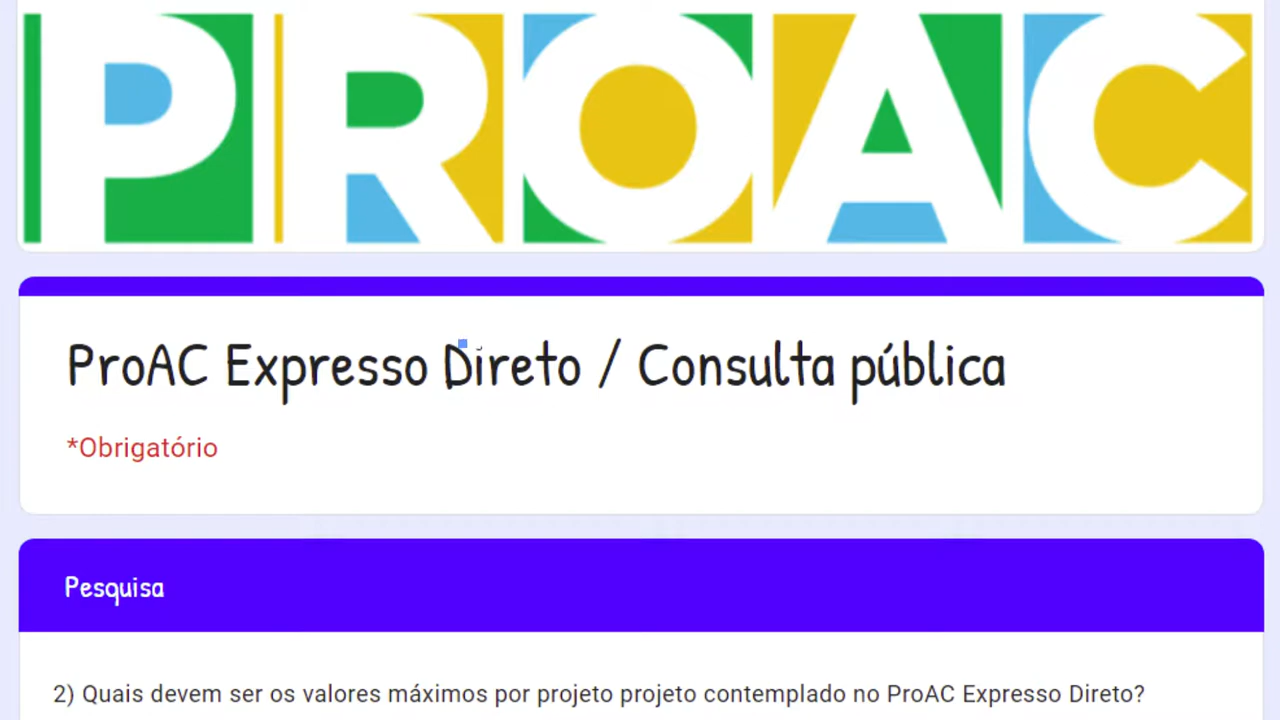 PROAC
ProAC Expresso Direto / Consulta pública
*Obrigatório
Pesquisa
2) Quais devem ser os valores máximos por projeto projeto contemplado no ProAC Expresso Direto?